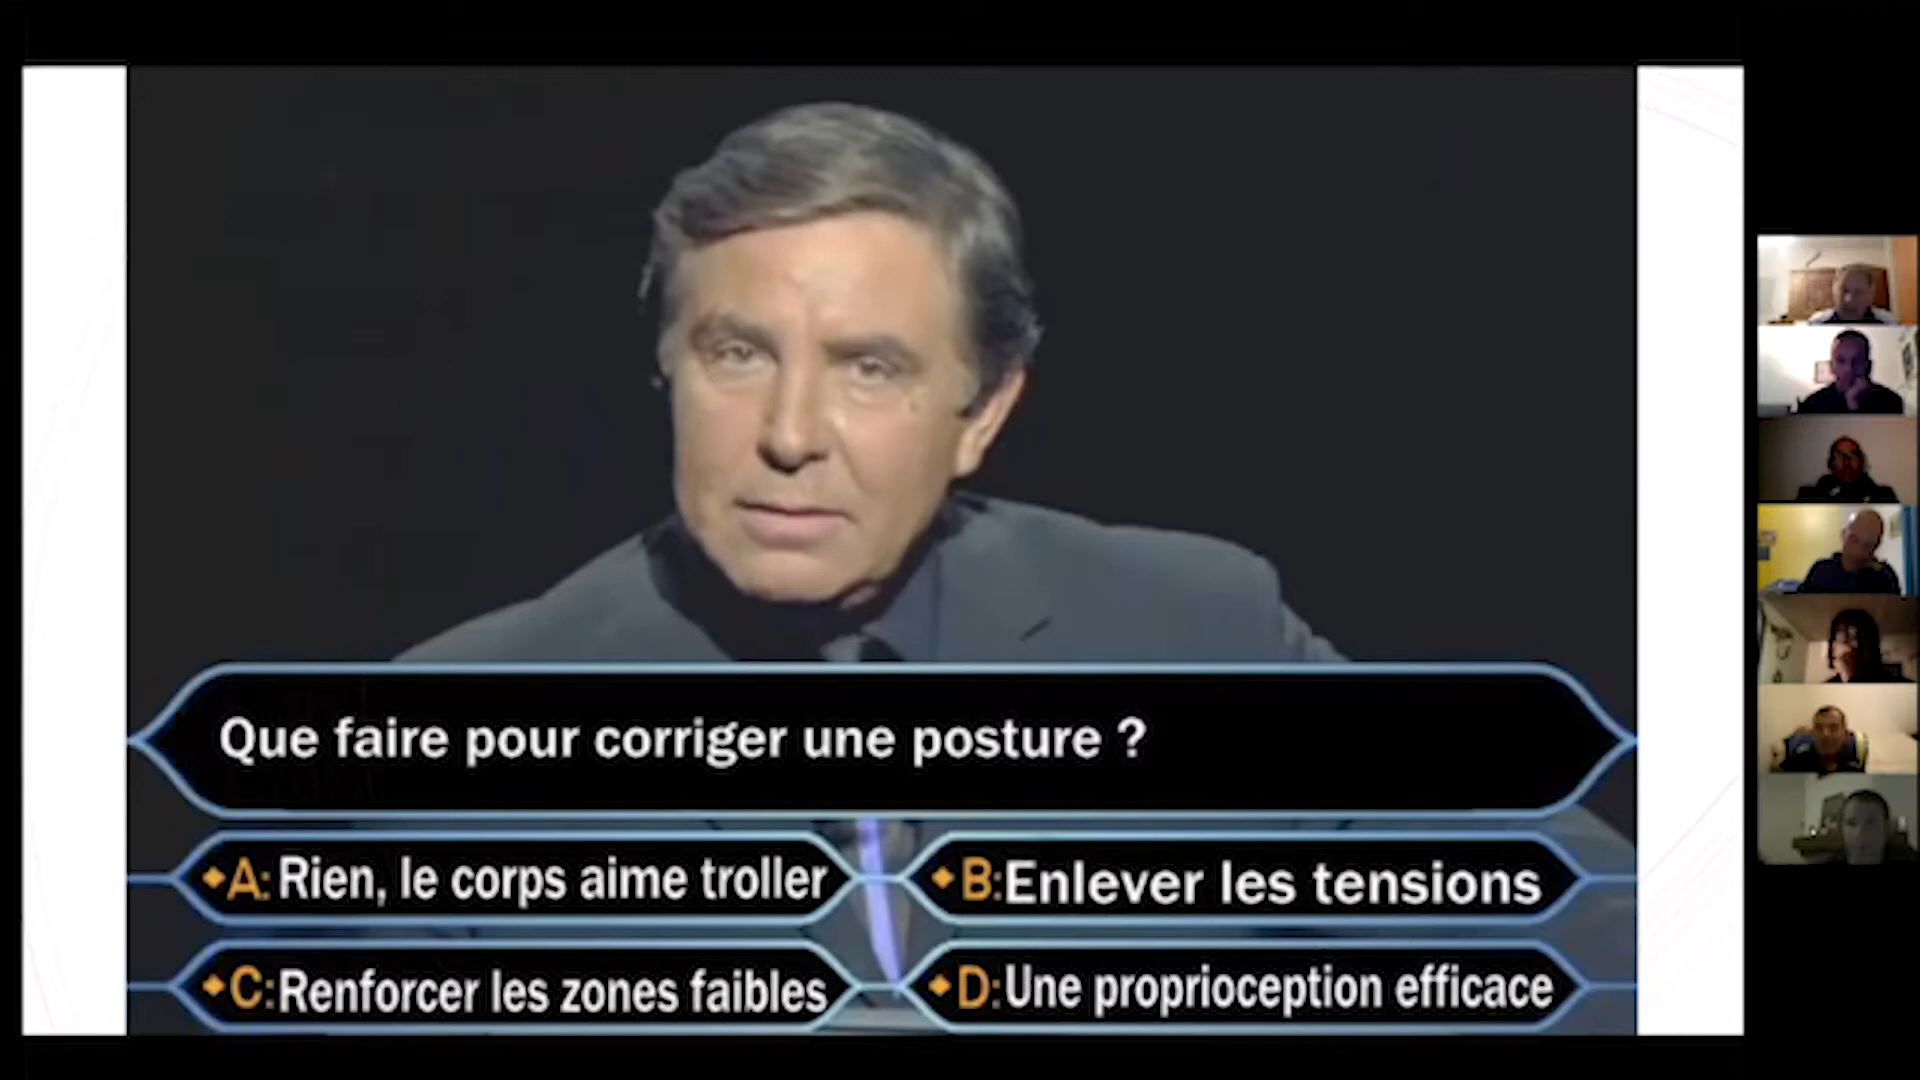 Que faire pour corriger une posture ?
A: Rien, le corps aime troller
B: Enlever les tensions
C: Renforcer les zones faibles
D: Une proprioception efficace